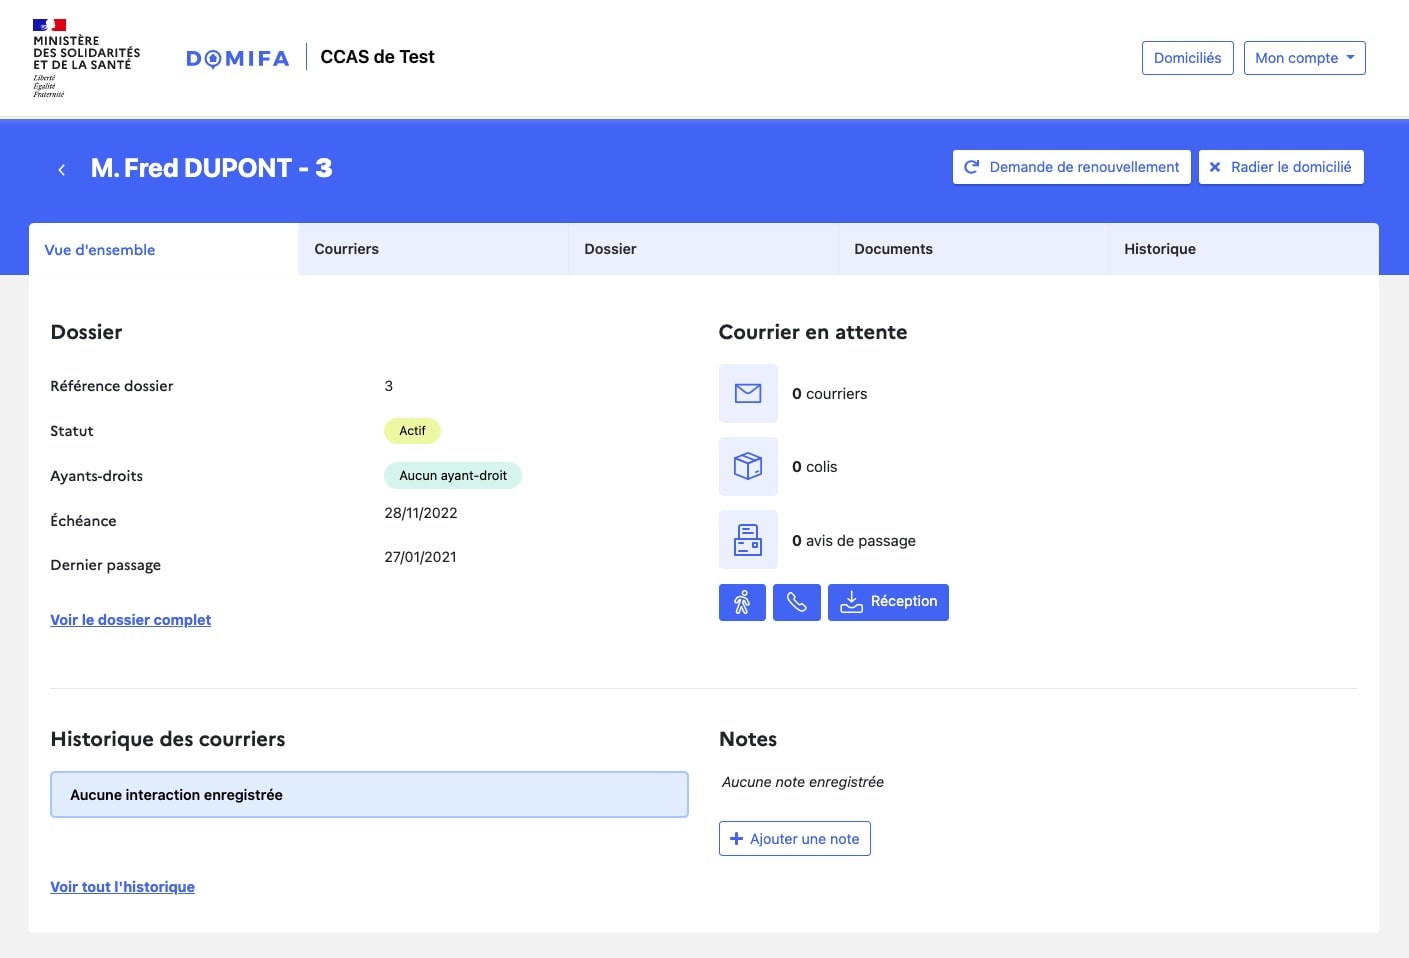 MINISTÈRE
DES SOLIDARITÉS
ET DE LA SANTÉ
Liberté
Égalité
Fraternité
DOMIFA
CCAS de Test
Domiciliés
Mon compte
M. Fred DUPONT - 3
Demande de renouvellement
Radier le domicilié
Vue d'ensemble
Courriers
Dossier
Documents
Historique
Dossier
Référence dossier 3
Statut Actif
Ayants-droits Aucun ayant-droit
Échéance 28/11/2022
Dernier passage 27/01/2021
Voir le dossier complet
Courrier en attente
0 courriers
0 colis
0 avis de passage
Réception
Historique des courriers
Aucune interaction enregistrée
Voir tout l'historique
Notes
Aucune note enregistrée
Ajouter une note